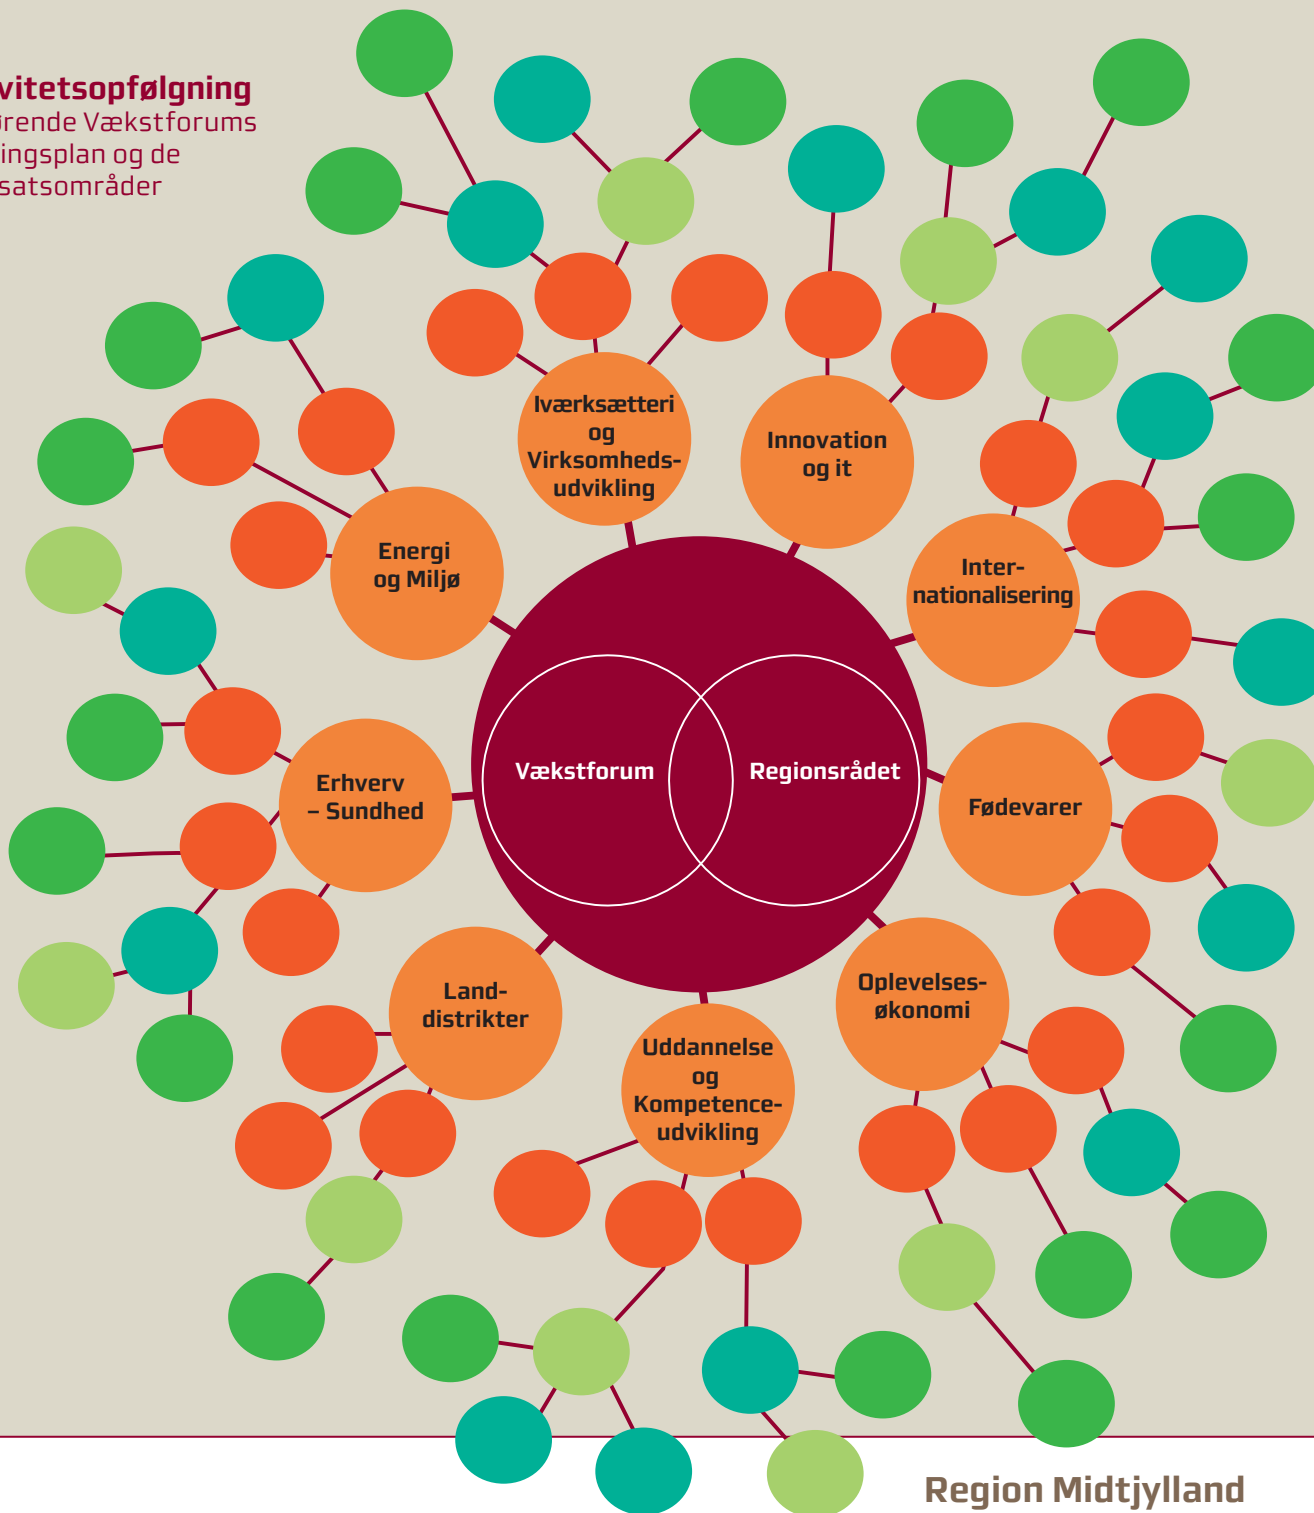 vitetsopfølgning
ørende Vækstforums
ingsplan og de
satsområder
Iværksætteri
og
Virksomheds-
udvikling
Innovation
og it
Energi
og Miljø
Inter-
nationalisering
Vækstforum
Regionsrådet
Erhverv
– Sundhed
Fødevarer
Land-
distrikter
Oplevelses-
økonomi
Uddannelse
og
Kompetence-
udvikling
Region Midtjylland